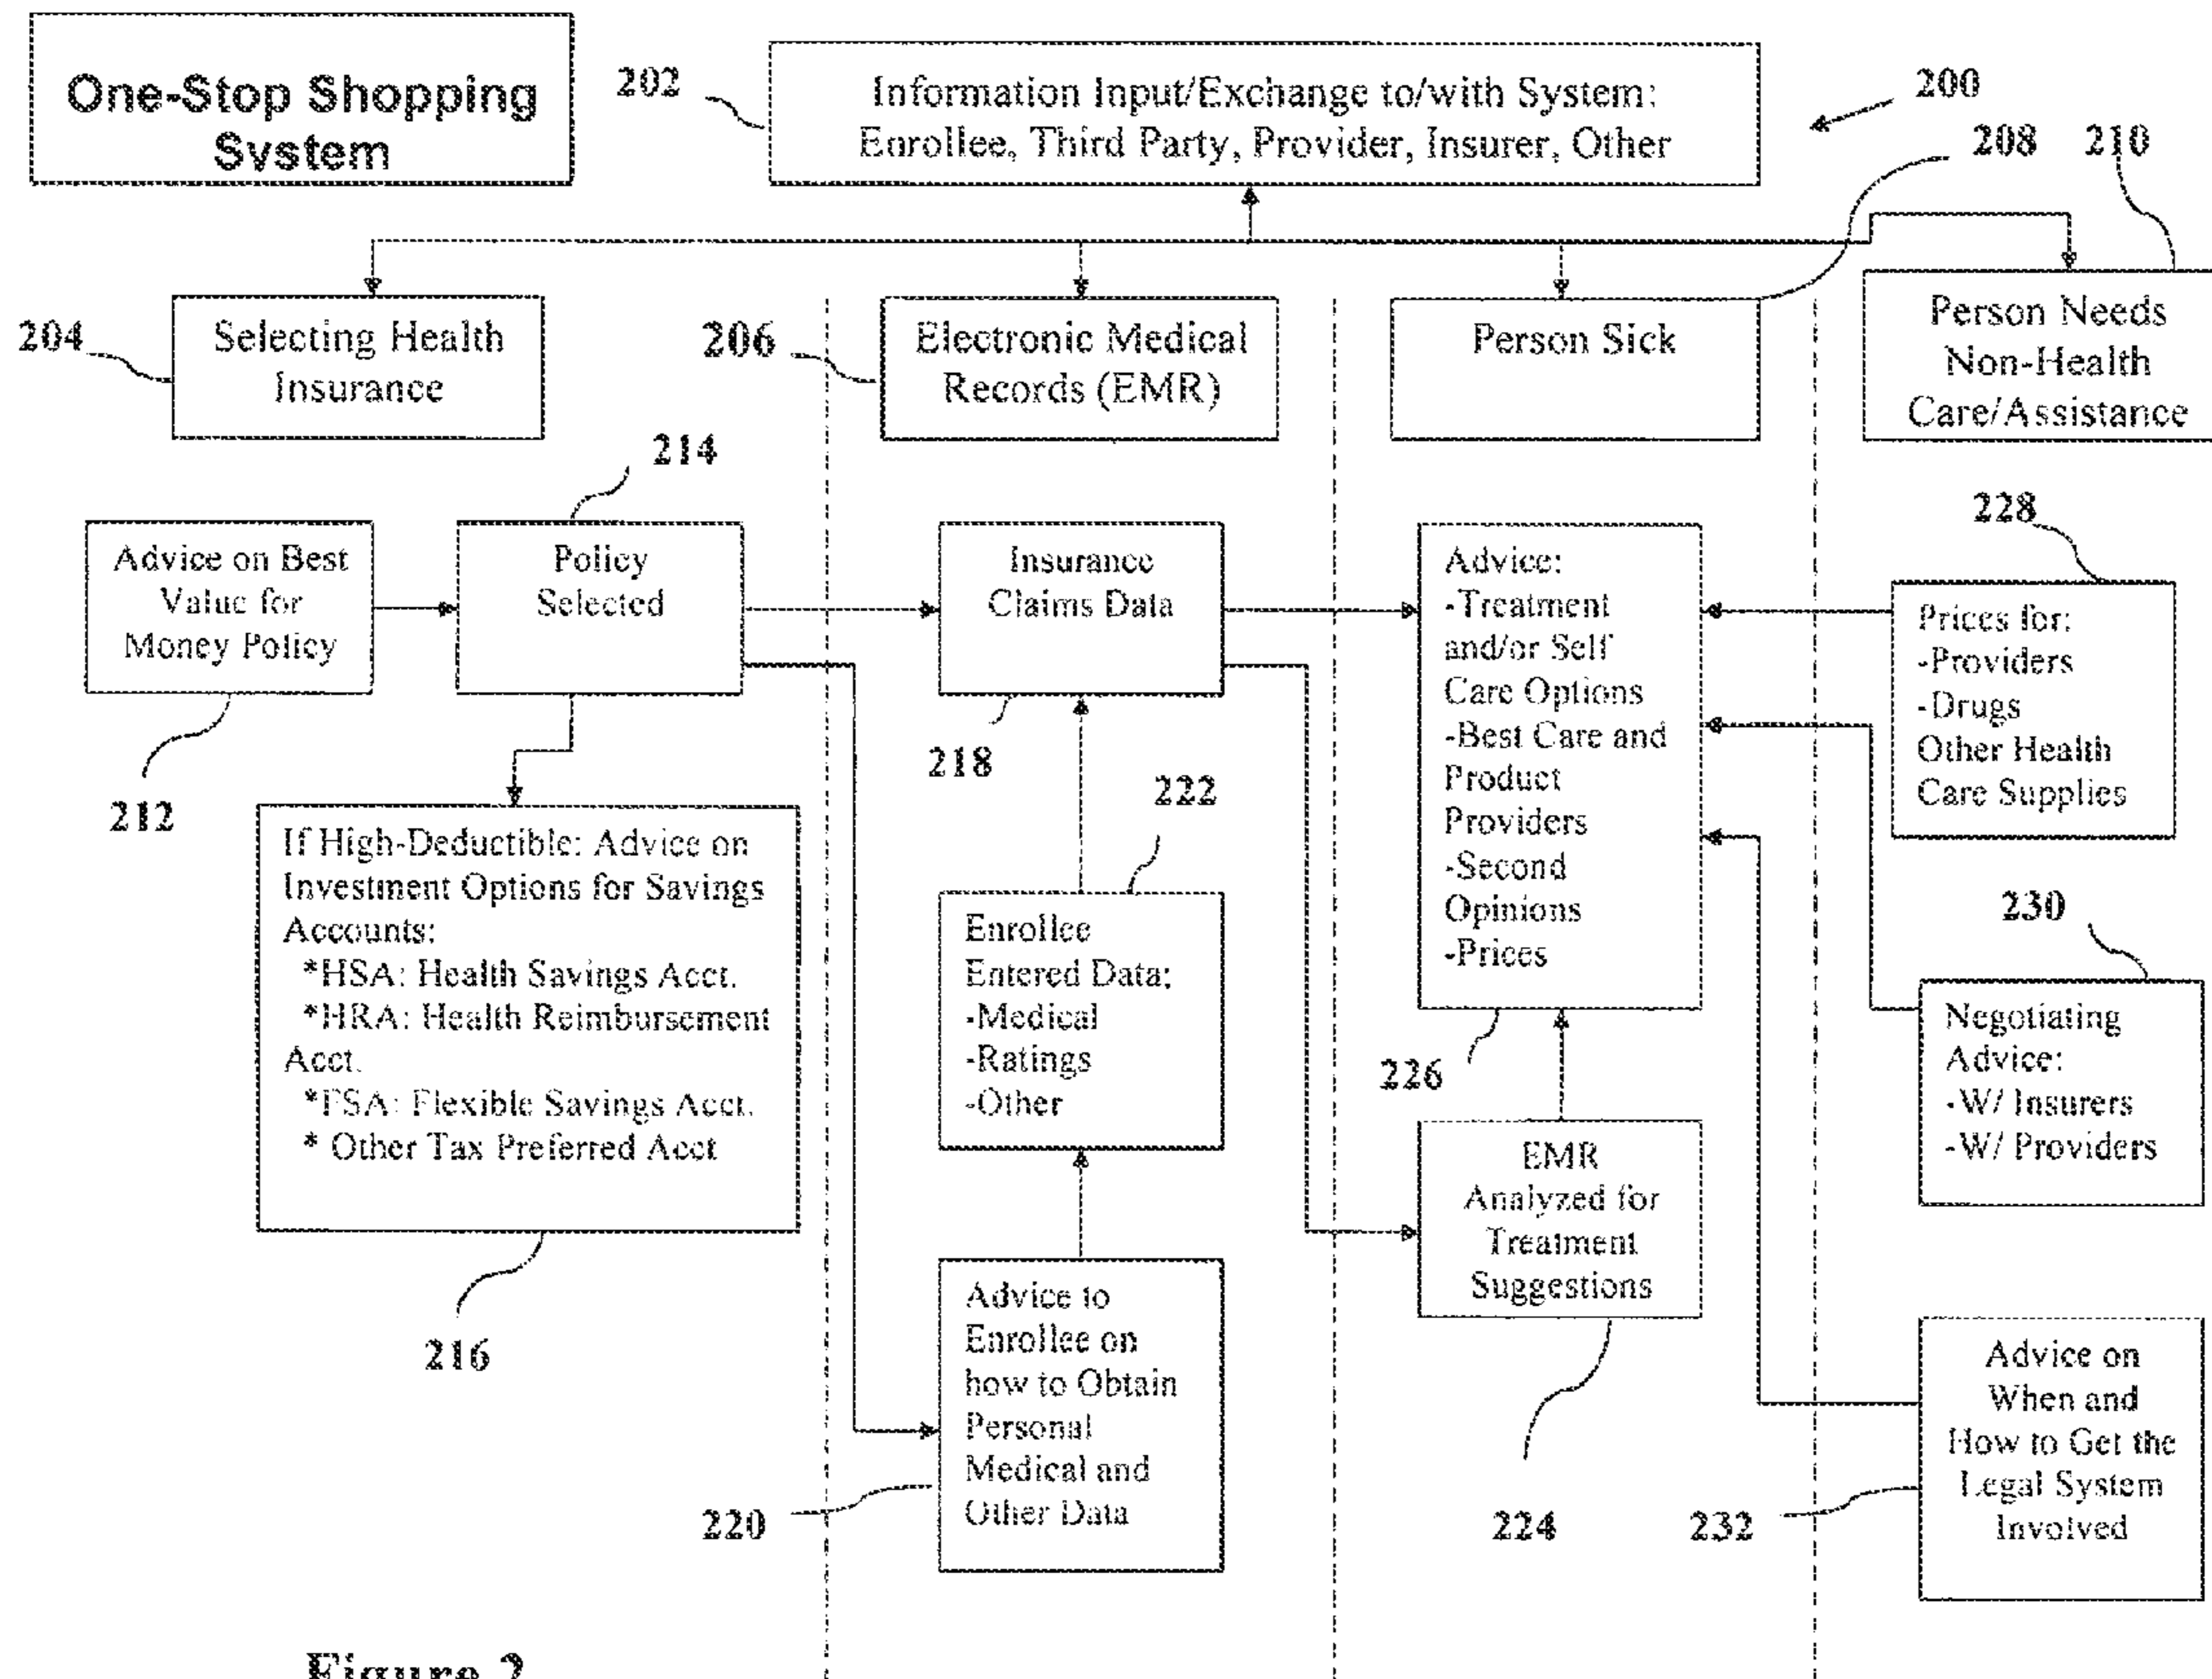 One-Stop Shopping
System
202
Information Input/Exchange to/with System:
Enrollee, Third Party, Provider, Insurer, Other
200
208
210
204
Selecting Health
Insurance
206
Electronic Medical
Records (EMR)
Person Sick
Person Needs
Non-Health
Care/Assistance
214
Advice on Best
Value for
Money Policy
212
Policy
Selected
If High-Deductible: Advice on
Investment Options for Savings
Accounts:
*HSA: Health Savings Acct.
*HRA: Health Reimbursement
Acct.
*FSA: Flexible Savings Acct.
* Other Tax Preferred Acct
216
Insurance
Claims Data
218
222
Enrollee
Entered Data:
-Medical
-Ratings
-Other
Advice to
Enrollee on
how to Obtain
Personal
Medical and
Other Data
220
Advice:
-Treatment
and/or Self
Care Options
-Best Care and
Product
Providers
-Second
Opinions
-Prices
226
EMR
Analyzed for
Treatment
Suggestions
224
228
Prices for:
-Providers
-Drugs
Other Health
Care Supplies
230
Negotiating
Advice:
-W/ Insurers
-W/ Providers
Advice on
When and
How to Get the
Legal System
Involved
232
Figure 2